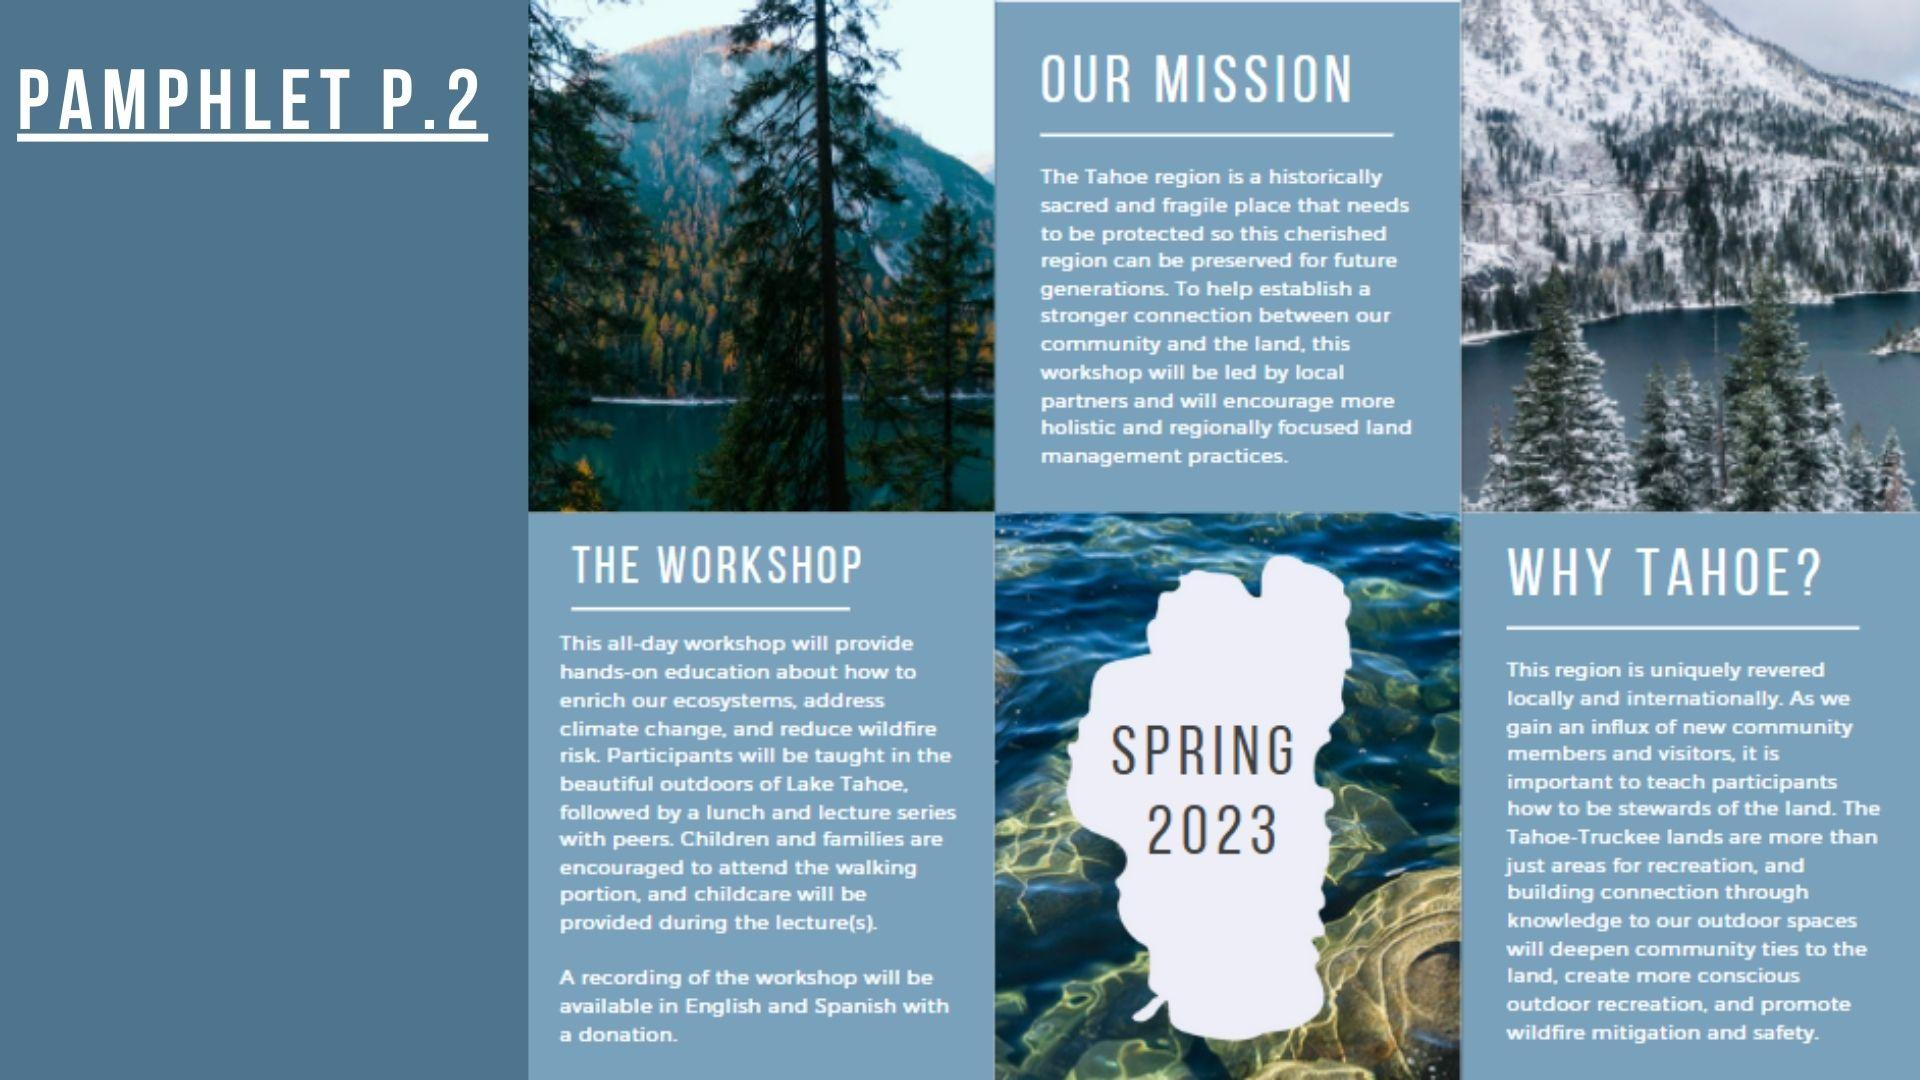 PAMPHLET P.2
OUR MISSION
The Tahoe region is a historically
sacred and fragile place that needs
to be protected so this cherished
region can be preserved for future
generations. To help establish a
stronger connection between our
community and the land, this
workshop will be led by local
partners and will encourage more
holistic and regionally focused land
management practices.
THE WORKSHOP
This all-day workshop will provide
hands-on education about how to
enrich our ecosystems, address
climate change, and reduce wildfire
risk. Participants will be taught in the
beautiful outdoors of Lake Tahoe,
followed by a lunch and lecture series
with peers. Children and families are
encouraged to attend the walking
portion, and childcare will be
provided during the lecture(s).
A recording of the workshop will be
available in English and Spanish with
a donation.
SPRING
2023
WHY TAHOE?
This region is uniquely revered
locally and internationally. As we
gain an influx of new community
members and visitors, it is
important to teach participants
how to be stewards of the land. The
Tahoe-Truckee lands are more than
just areas for recreation, and
building connection through
knowledge to our outdoor spaces
will deepen community ties to the
land, create more conscious
outdoor recreation, and promote
wildfire mitigation and safety.